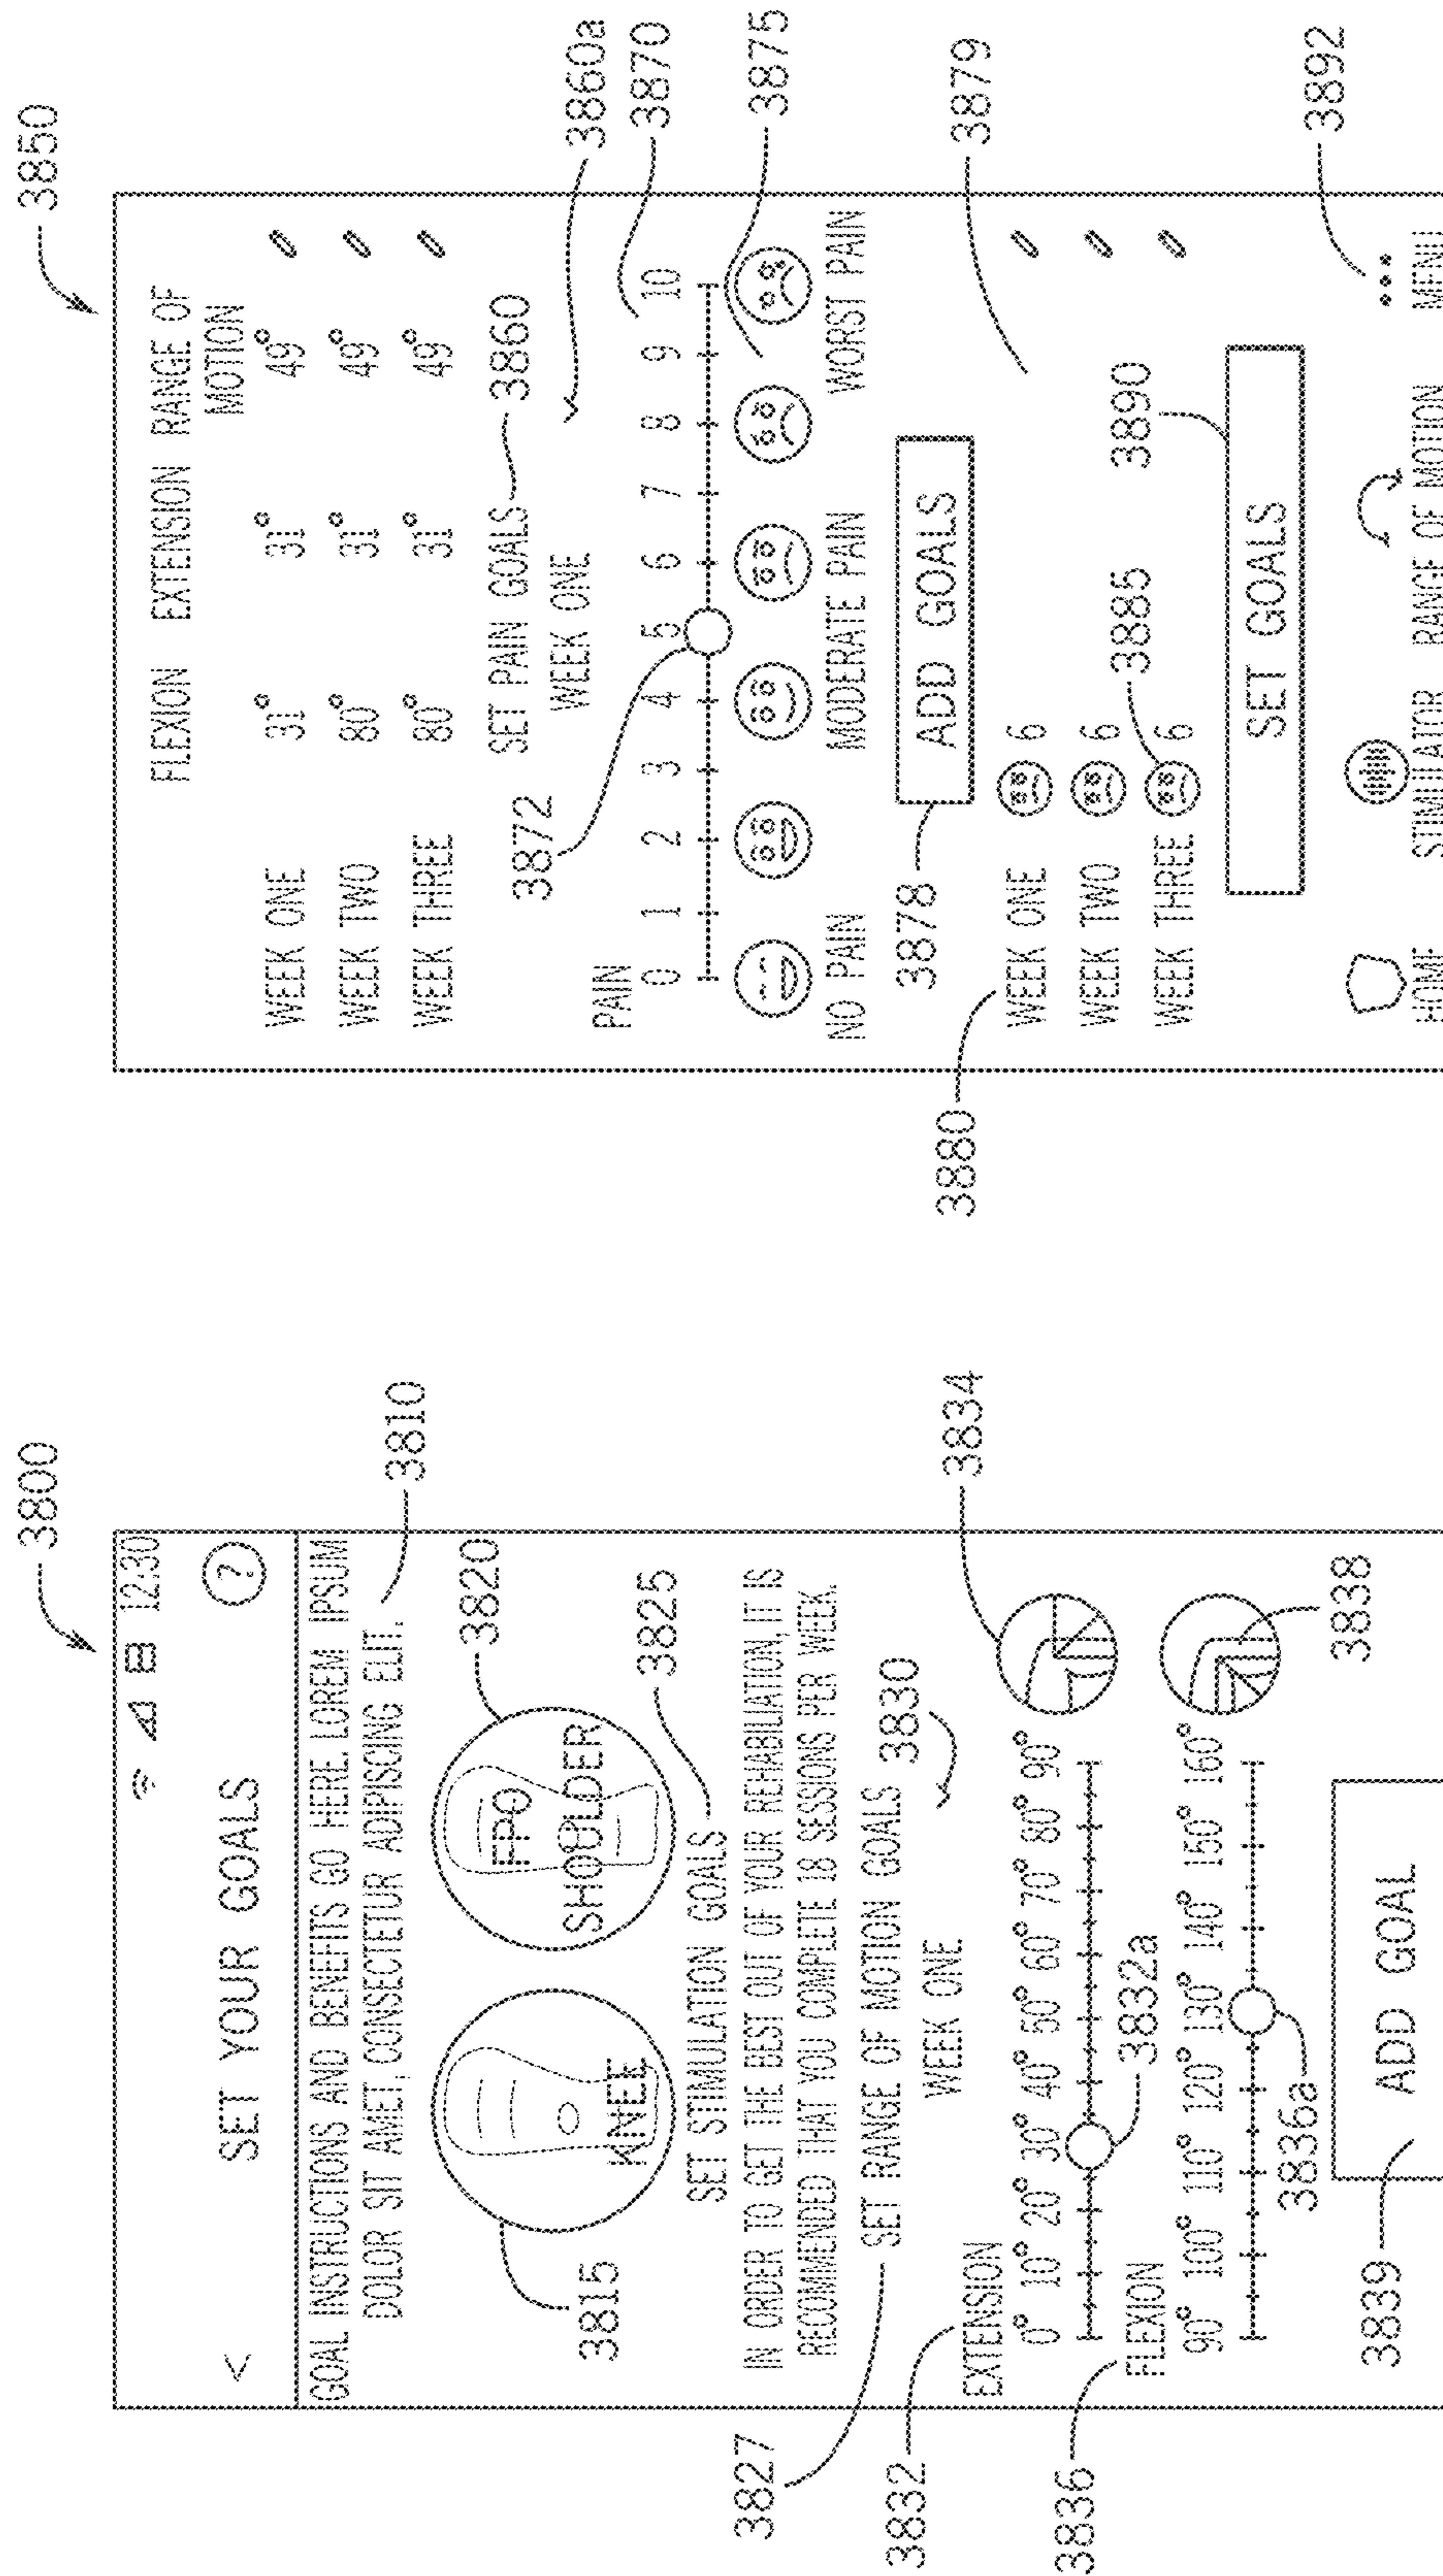 3800
12:30
< SET YOUR GOALS ?
GOAL INSTRUCTIONS AND BENEFITS GO HERE LOREM IPSUM
DOLOR SIT AMET, CONSECTETUR ADIPISCING ELIT.
3810
3815
KNEE
FPO
SHOULDER
3820
SET STIMULATION GOALS
3825
IN ORDER TO GET THE BEST OUT OF YOUR REHABILIATION, IT IS
RECOMMENDED THAT YOU COMPLETE 18 SESSIONS PER WEEK.
3827
SET RANGE OF MOTION GOALS
3830
WEEK ONE
3832
EXTENSION
0° 10° 20° 30° 40° 50° 60° 70° 80° 90°
3834
3832a
3836
FLEXION
90° 100° 110° 120° 130° 140° 150° 160°
3836a
3838
3839
ADD GOAL
3850
FLEXION EXTENSION RANGE OF
MOTION
WEEK ONE 31° 31° 49°
WEEK TWO 80° 31° 49°
WEEK THREE 80° 31° 49°
SET PAIN GOALS
3860
WEEK ONE
3860a
3872
PAIN
0 1 2 3 4 5 6 7 8 9 10
3870
3875
NO PAIN MODERATE PAIN WORST PAIN
3878
ADD GOALS
3879
3880
WEEK ONE 6
WEEK TWO 6
WEEK THREE 6
3885
3890
SET GOALS
3892
HOME STIMULATOR RANGE OF MOTION MENU